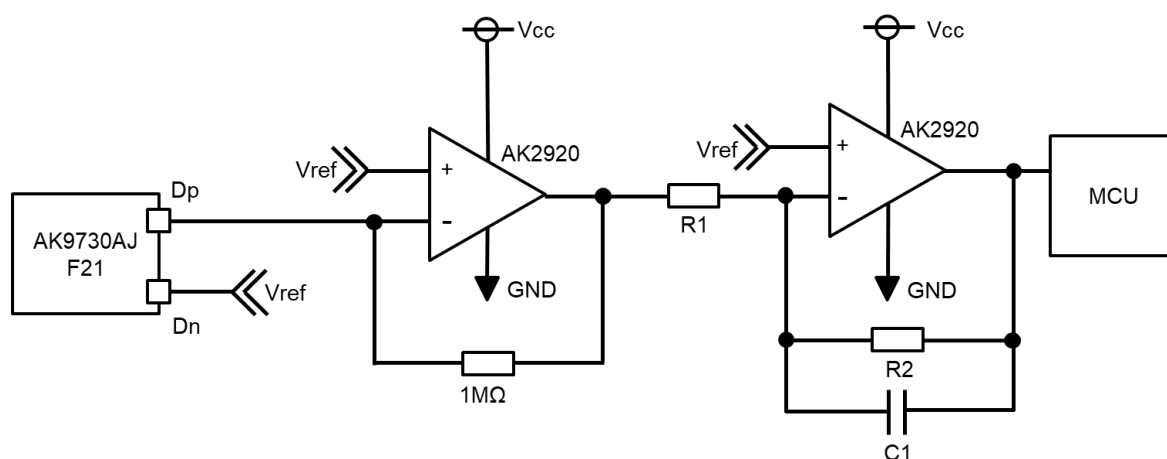 Vcc
Vcc
AK2920
AK2920
Vref
+
Vref
+
Dp
-
-
MCU
AK9730AJ
F21
R1
Vref
GND
GND
Dn
R2
1MΩ
C1